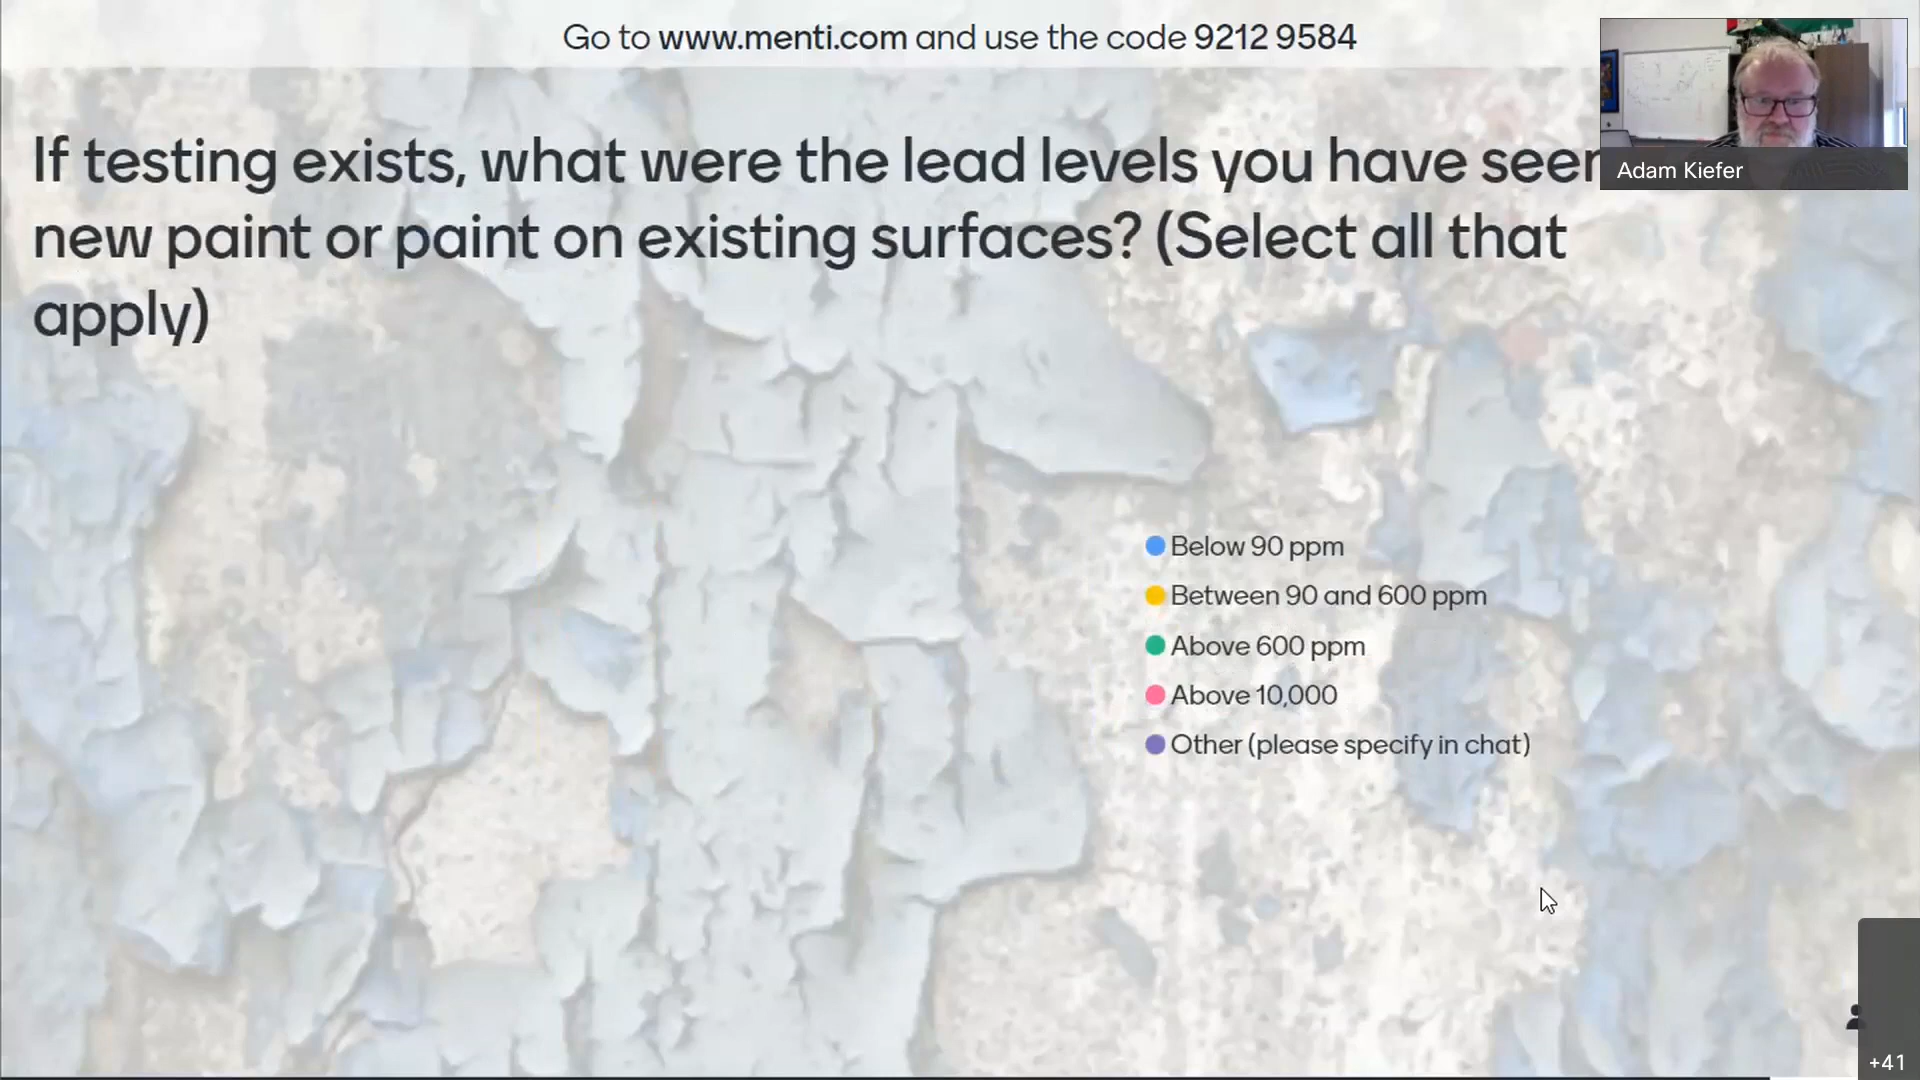 Go to www.menti.com and use the code 9212 9584
If testing exists, what were the lead levels you have seen
new paint or paint on existing surfaces? (Select all that
apply)
Adam Kiefer
Below 90 ppm
Between 90 and 600 ppm
Above 600 ppm
Above 10,000
Other (please specify in chat)
+41